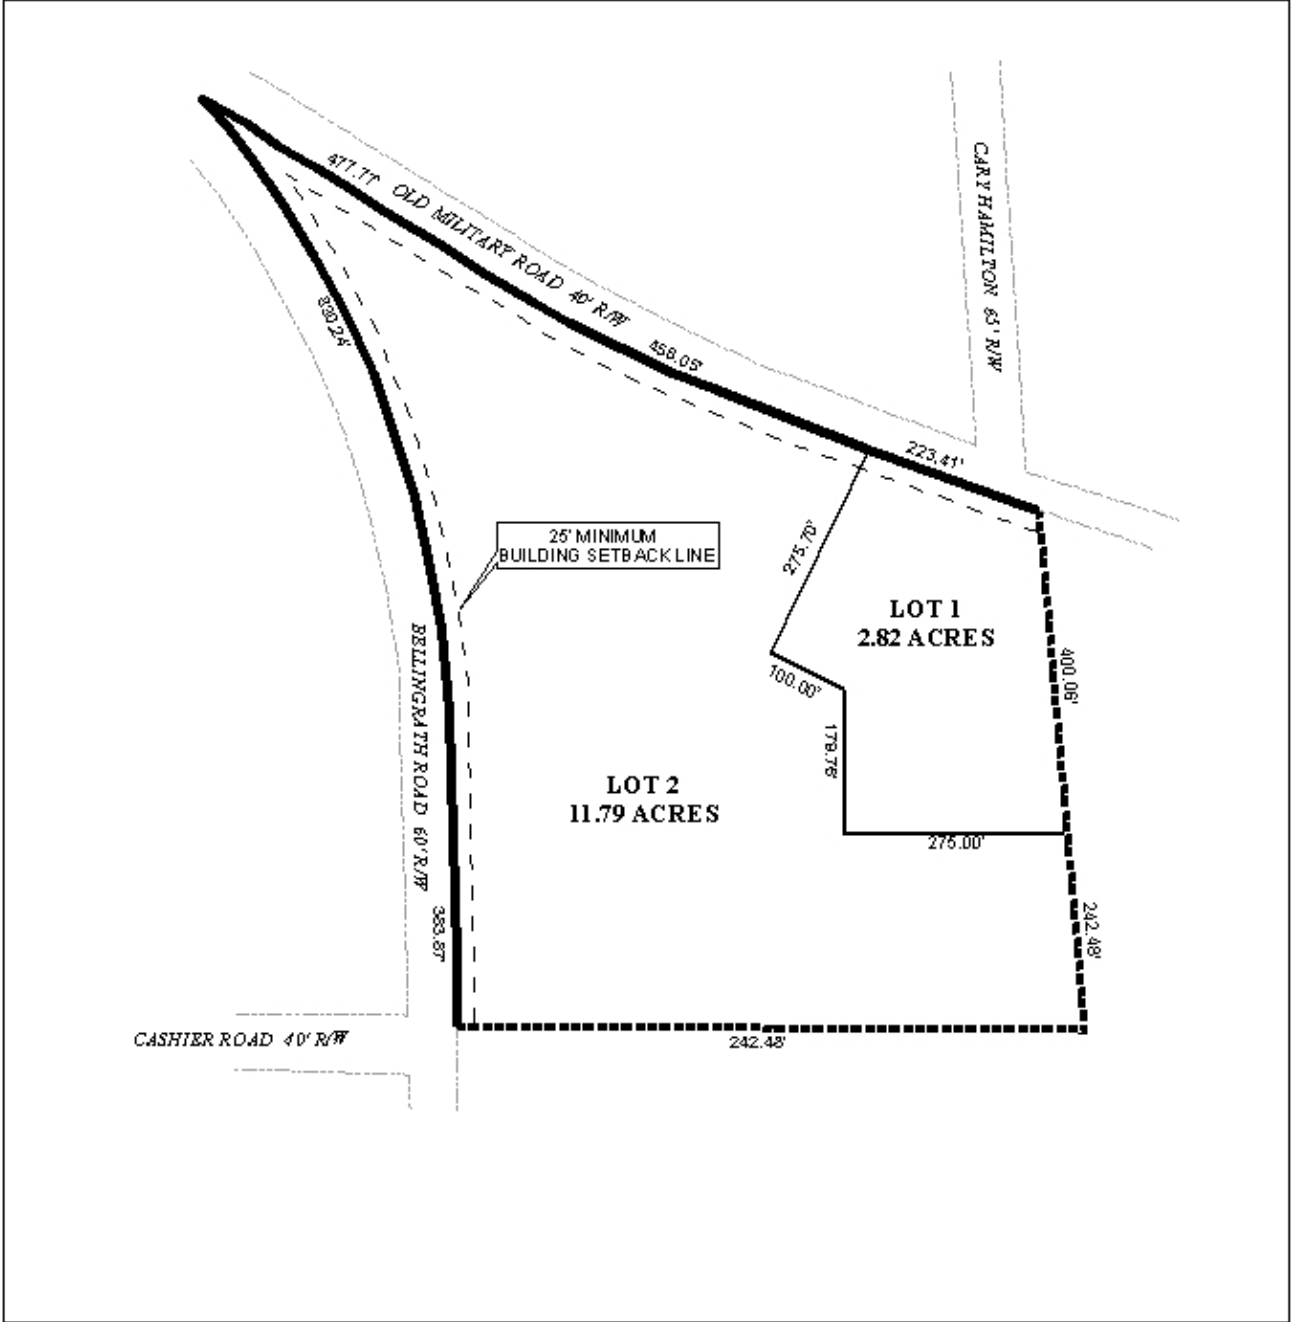 477.77'
OLD MILITARY ROAD 40' R/W
CARY HAMILTON 65' R/W
830.24'
458.05'
223.41'
25' MINIMUM
BUILDING SETBACK LINE
275.70'
LOT 1
2.82 ACRES
100.00'
400.06'
BELLINGRATH ROAD 60' R/W
179.76'
LOT 2
11.79 ACRES
275.00'
383.67'
242.48'
CASHIER ROAD 40' R/W
242.48'